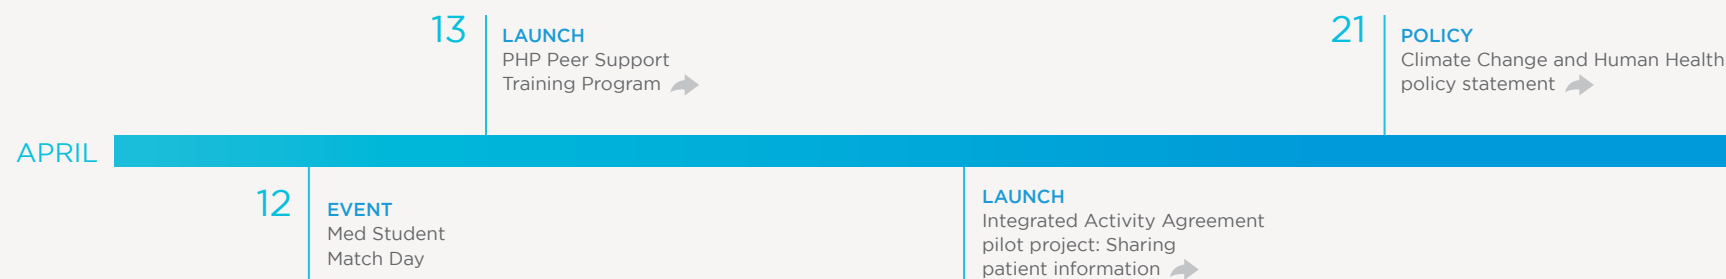 13
LAUNCH
PHP Peer Support
Training Program
21
POLICY
Climate Change and Human Health
policy statement
APRIL
12
EVENT
Med Student
Match Day
LAUNCH
Integrated Activity Agreement
pilot project: Sharing
patient information